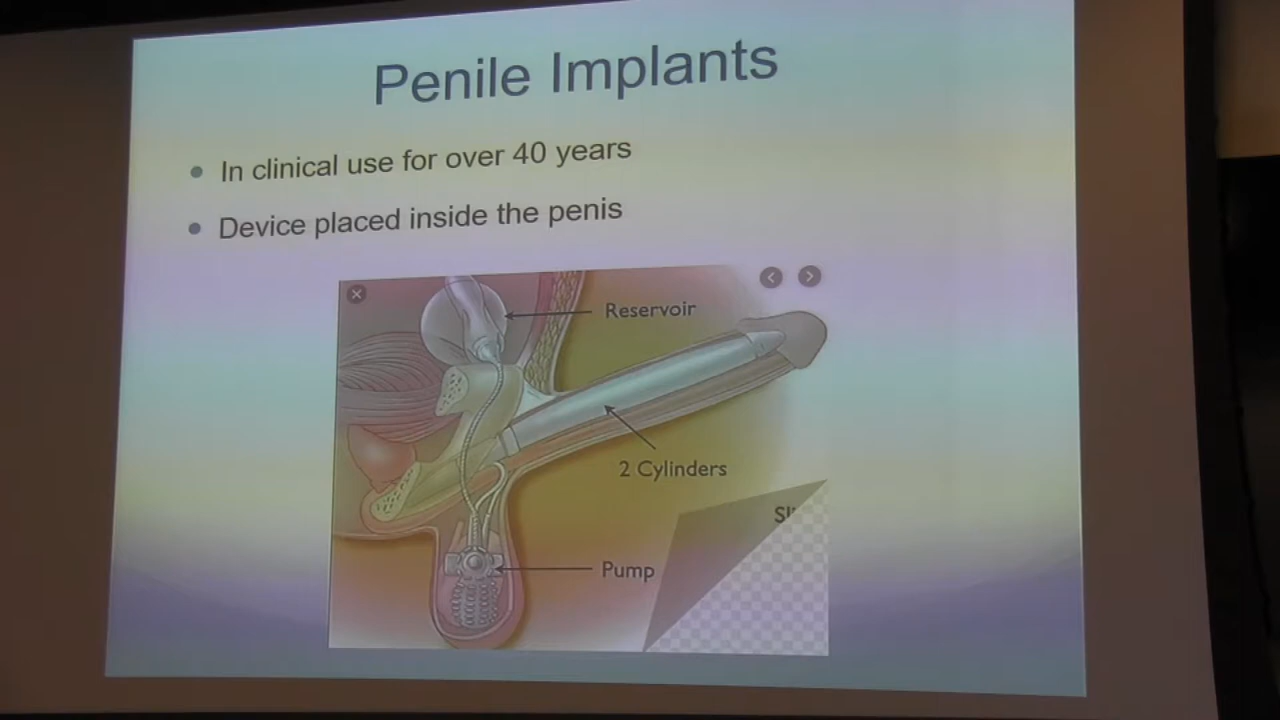 Penile Implants
In clinical use for over 40 years
Device placed inside the penis
Reservoir
2 Cylinders
Pump